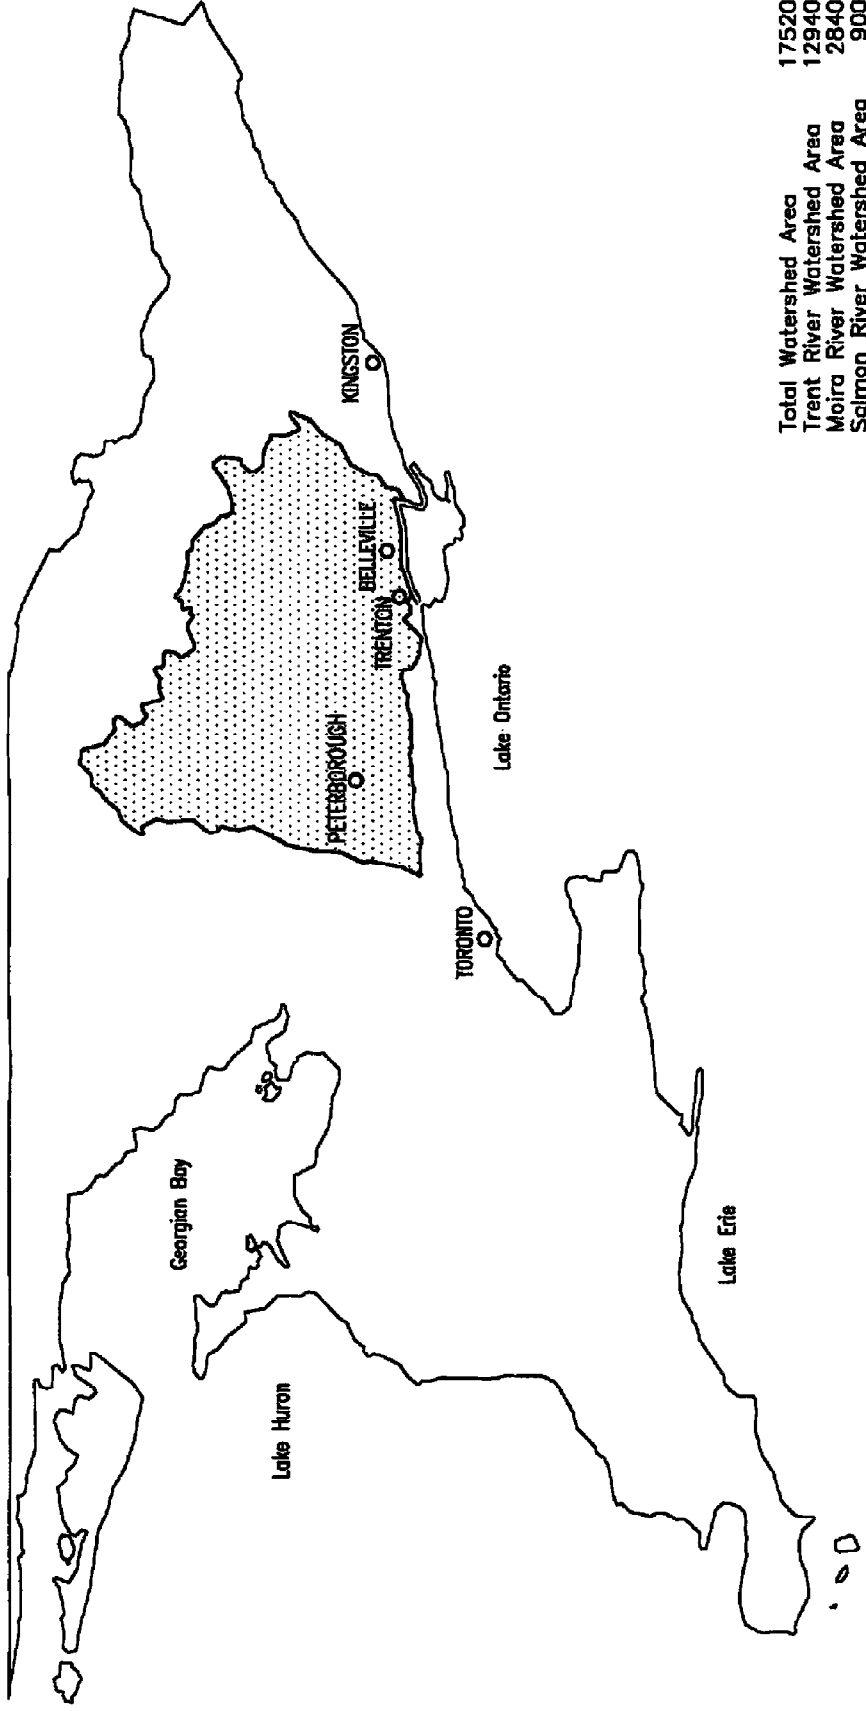 KINGSTON
BELLEVILLE
TRENTON
PETERBOROUGH
TORONTO
Lake Ontario
Georgian Bay
Lake Huron
Lake Erie
Total Watershed Area 17520
Trent River Watershed Area 12940
Moira River Watershed Area 2840
Salmon River Watershed Area 900